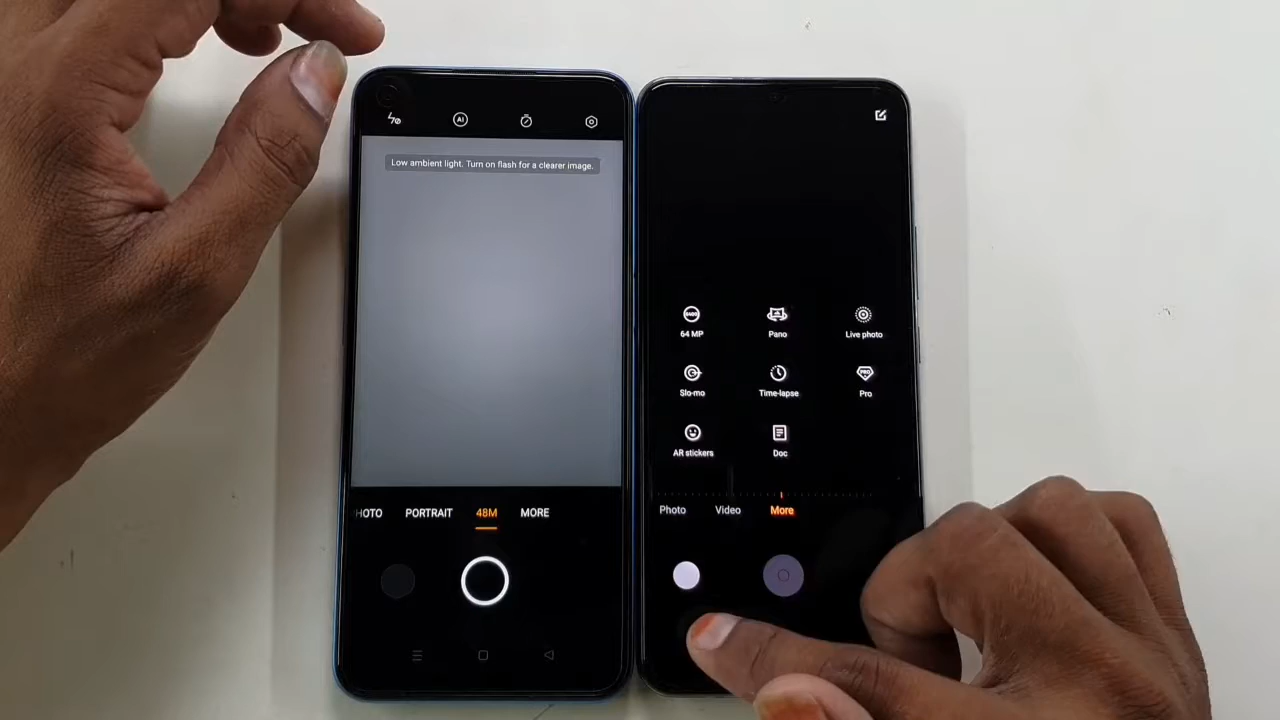 AI
Low ambient light. Turn on flash for a clearer image.
HOTO PORTRAIT 48M MORE
64 MP Pano Live photo
Slo-mo Time-lapse Pro
AR stickers Doc
Photo Video More